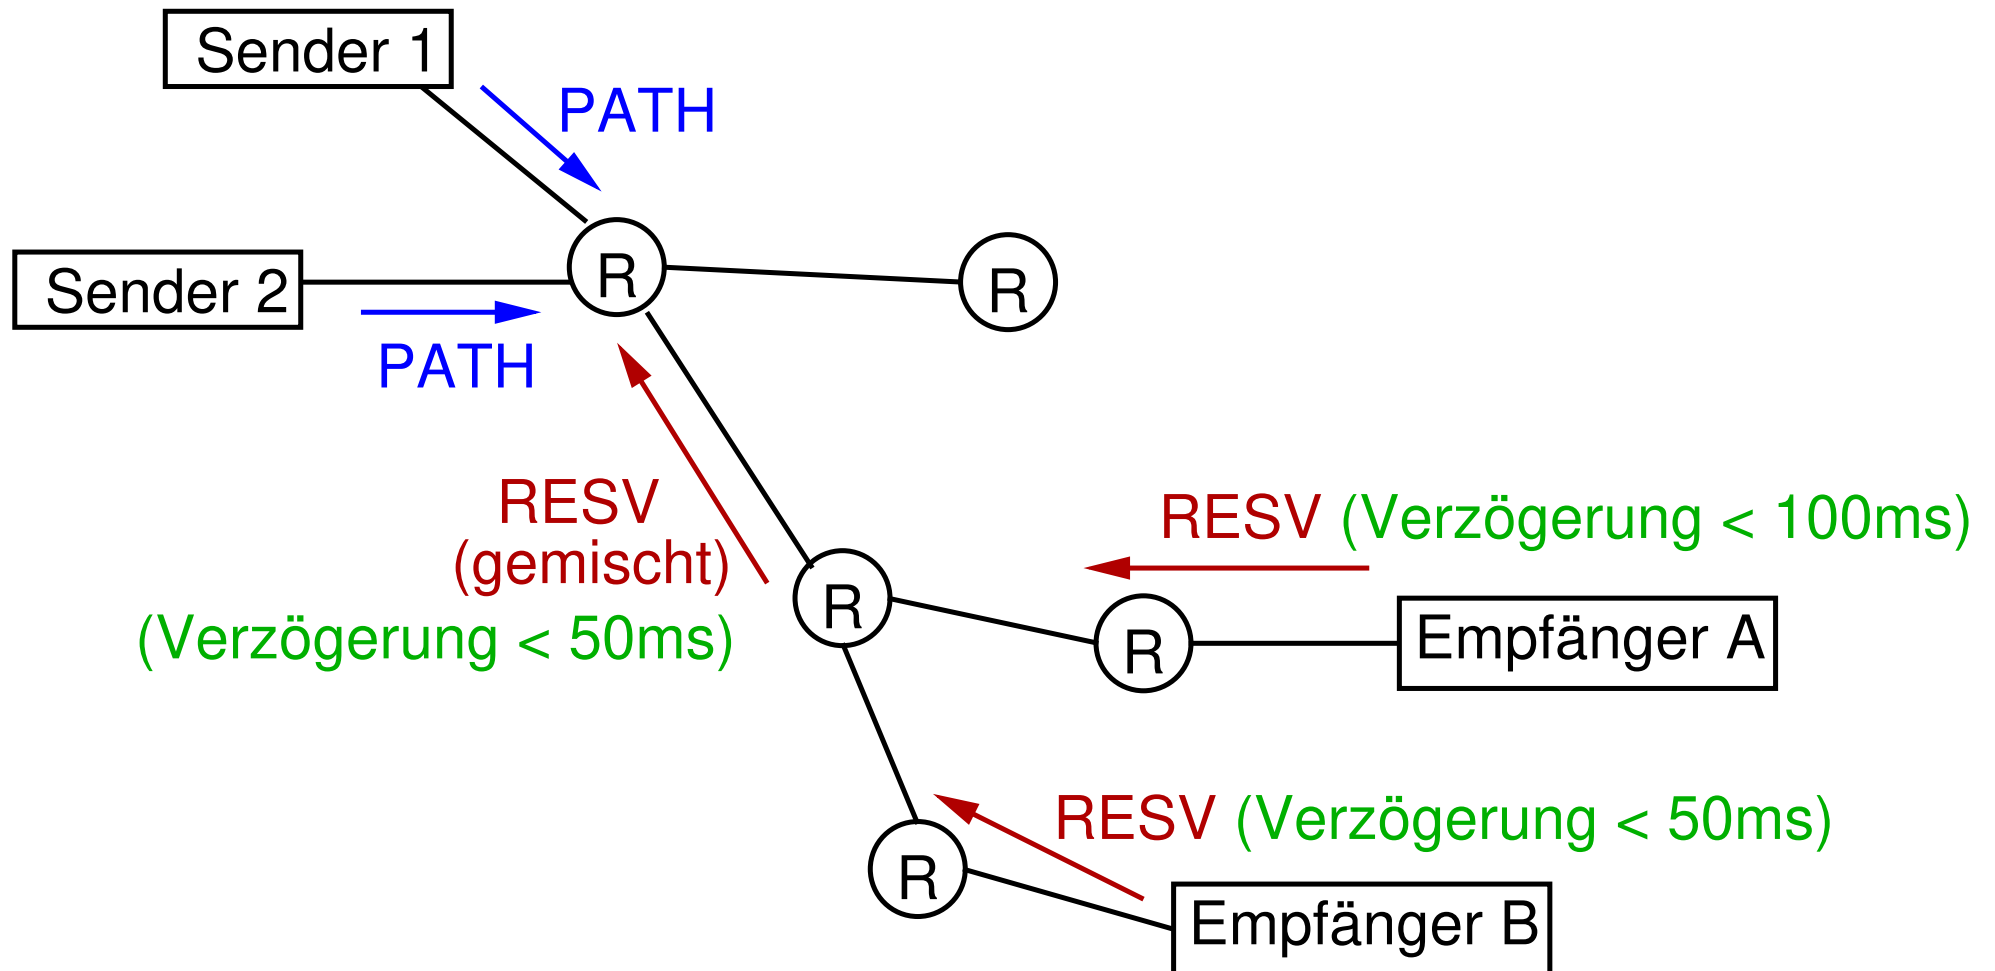 Sender 1
PATH
Sender 2
R
R
PATH
RESV
(gemischt)
(Verzögerung < 50ms)
RESV (Verzögerung < 100ms)
R
R
Empfänger A
RESV (Verzögerung < 50ms)
R
Empfänger B